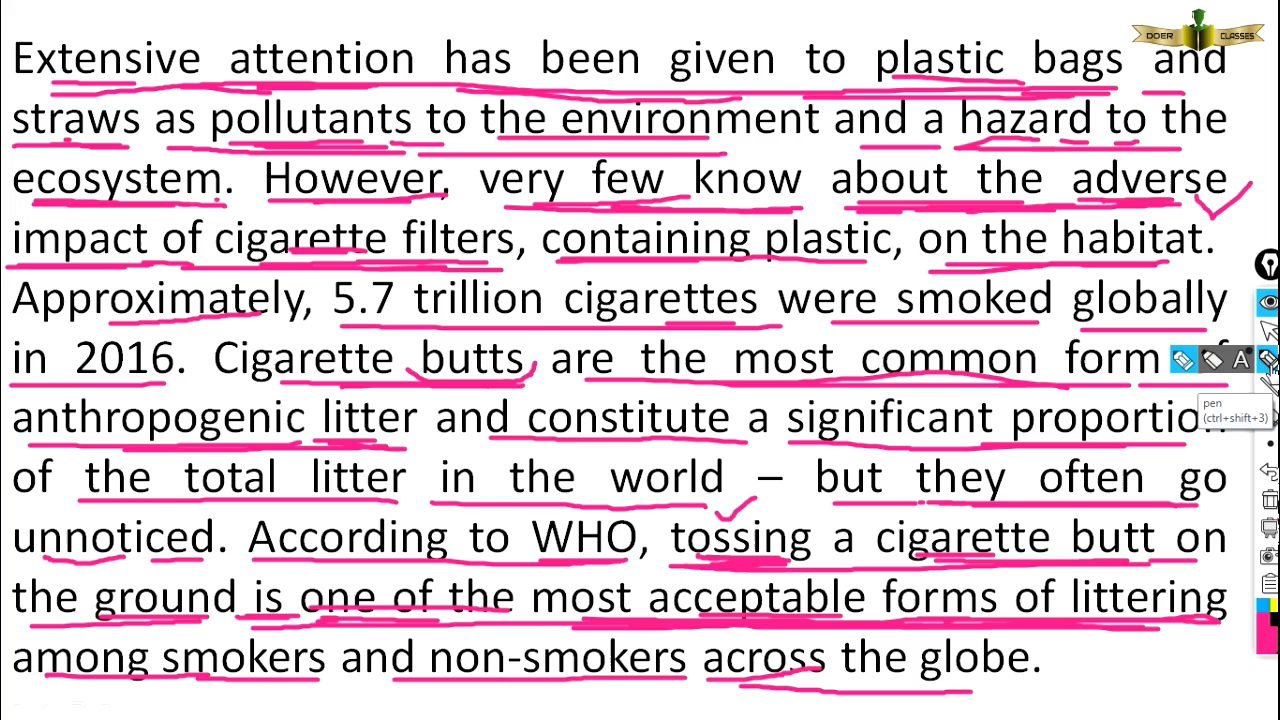 DOER CLASSES
Extensive attention has been given to plastic bags and
straws as pollutants to the environment and a hazard to the
ecosystem. However, very few know about the adverse
impact of cigarette filters, containing plastic, on the habitat.
Approximately, 5.7 trillion cigarettes were smoked globally
in 2016. Cigarette butts are the most common form
anthropogenic litter and constitute a significant proportion
of the total litter in the world – but they often go
unnoticed. According to WHO, tossing a cigarette butt on
the ground is one of the most acceptable forms of littering
among smokers and non-smokers across the globe.
A
pen
(ctrl+shift+3)